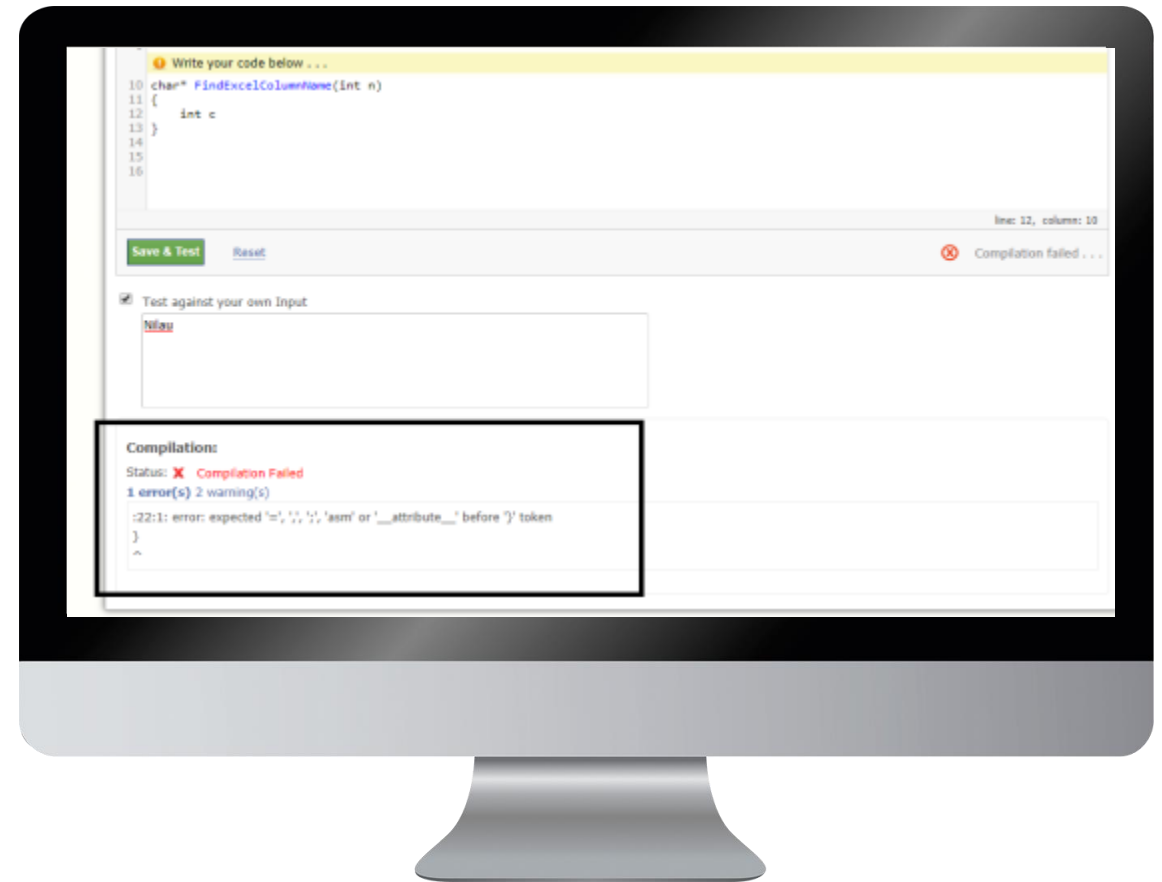 Write your code below . . .
10 char* FindExcelColumnName(int n)
11 {
12 int c
13 }
14
15
16
line: 12, column: 10
Save & Test Reset Compilation failed . . .
Test against your own Input
Nilau
Compilation:
Status: Compilation Failed
1 error(s) 2 warning(s)
:22:1: error: expected '=', ',', ';', 'asm' or '__attribute__' before '}' token
}
^